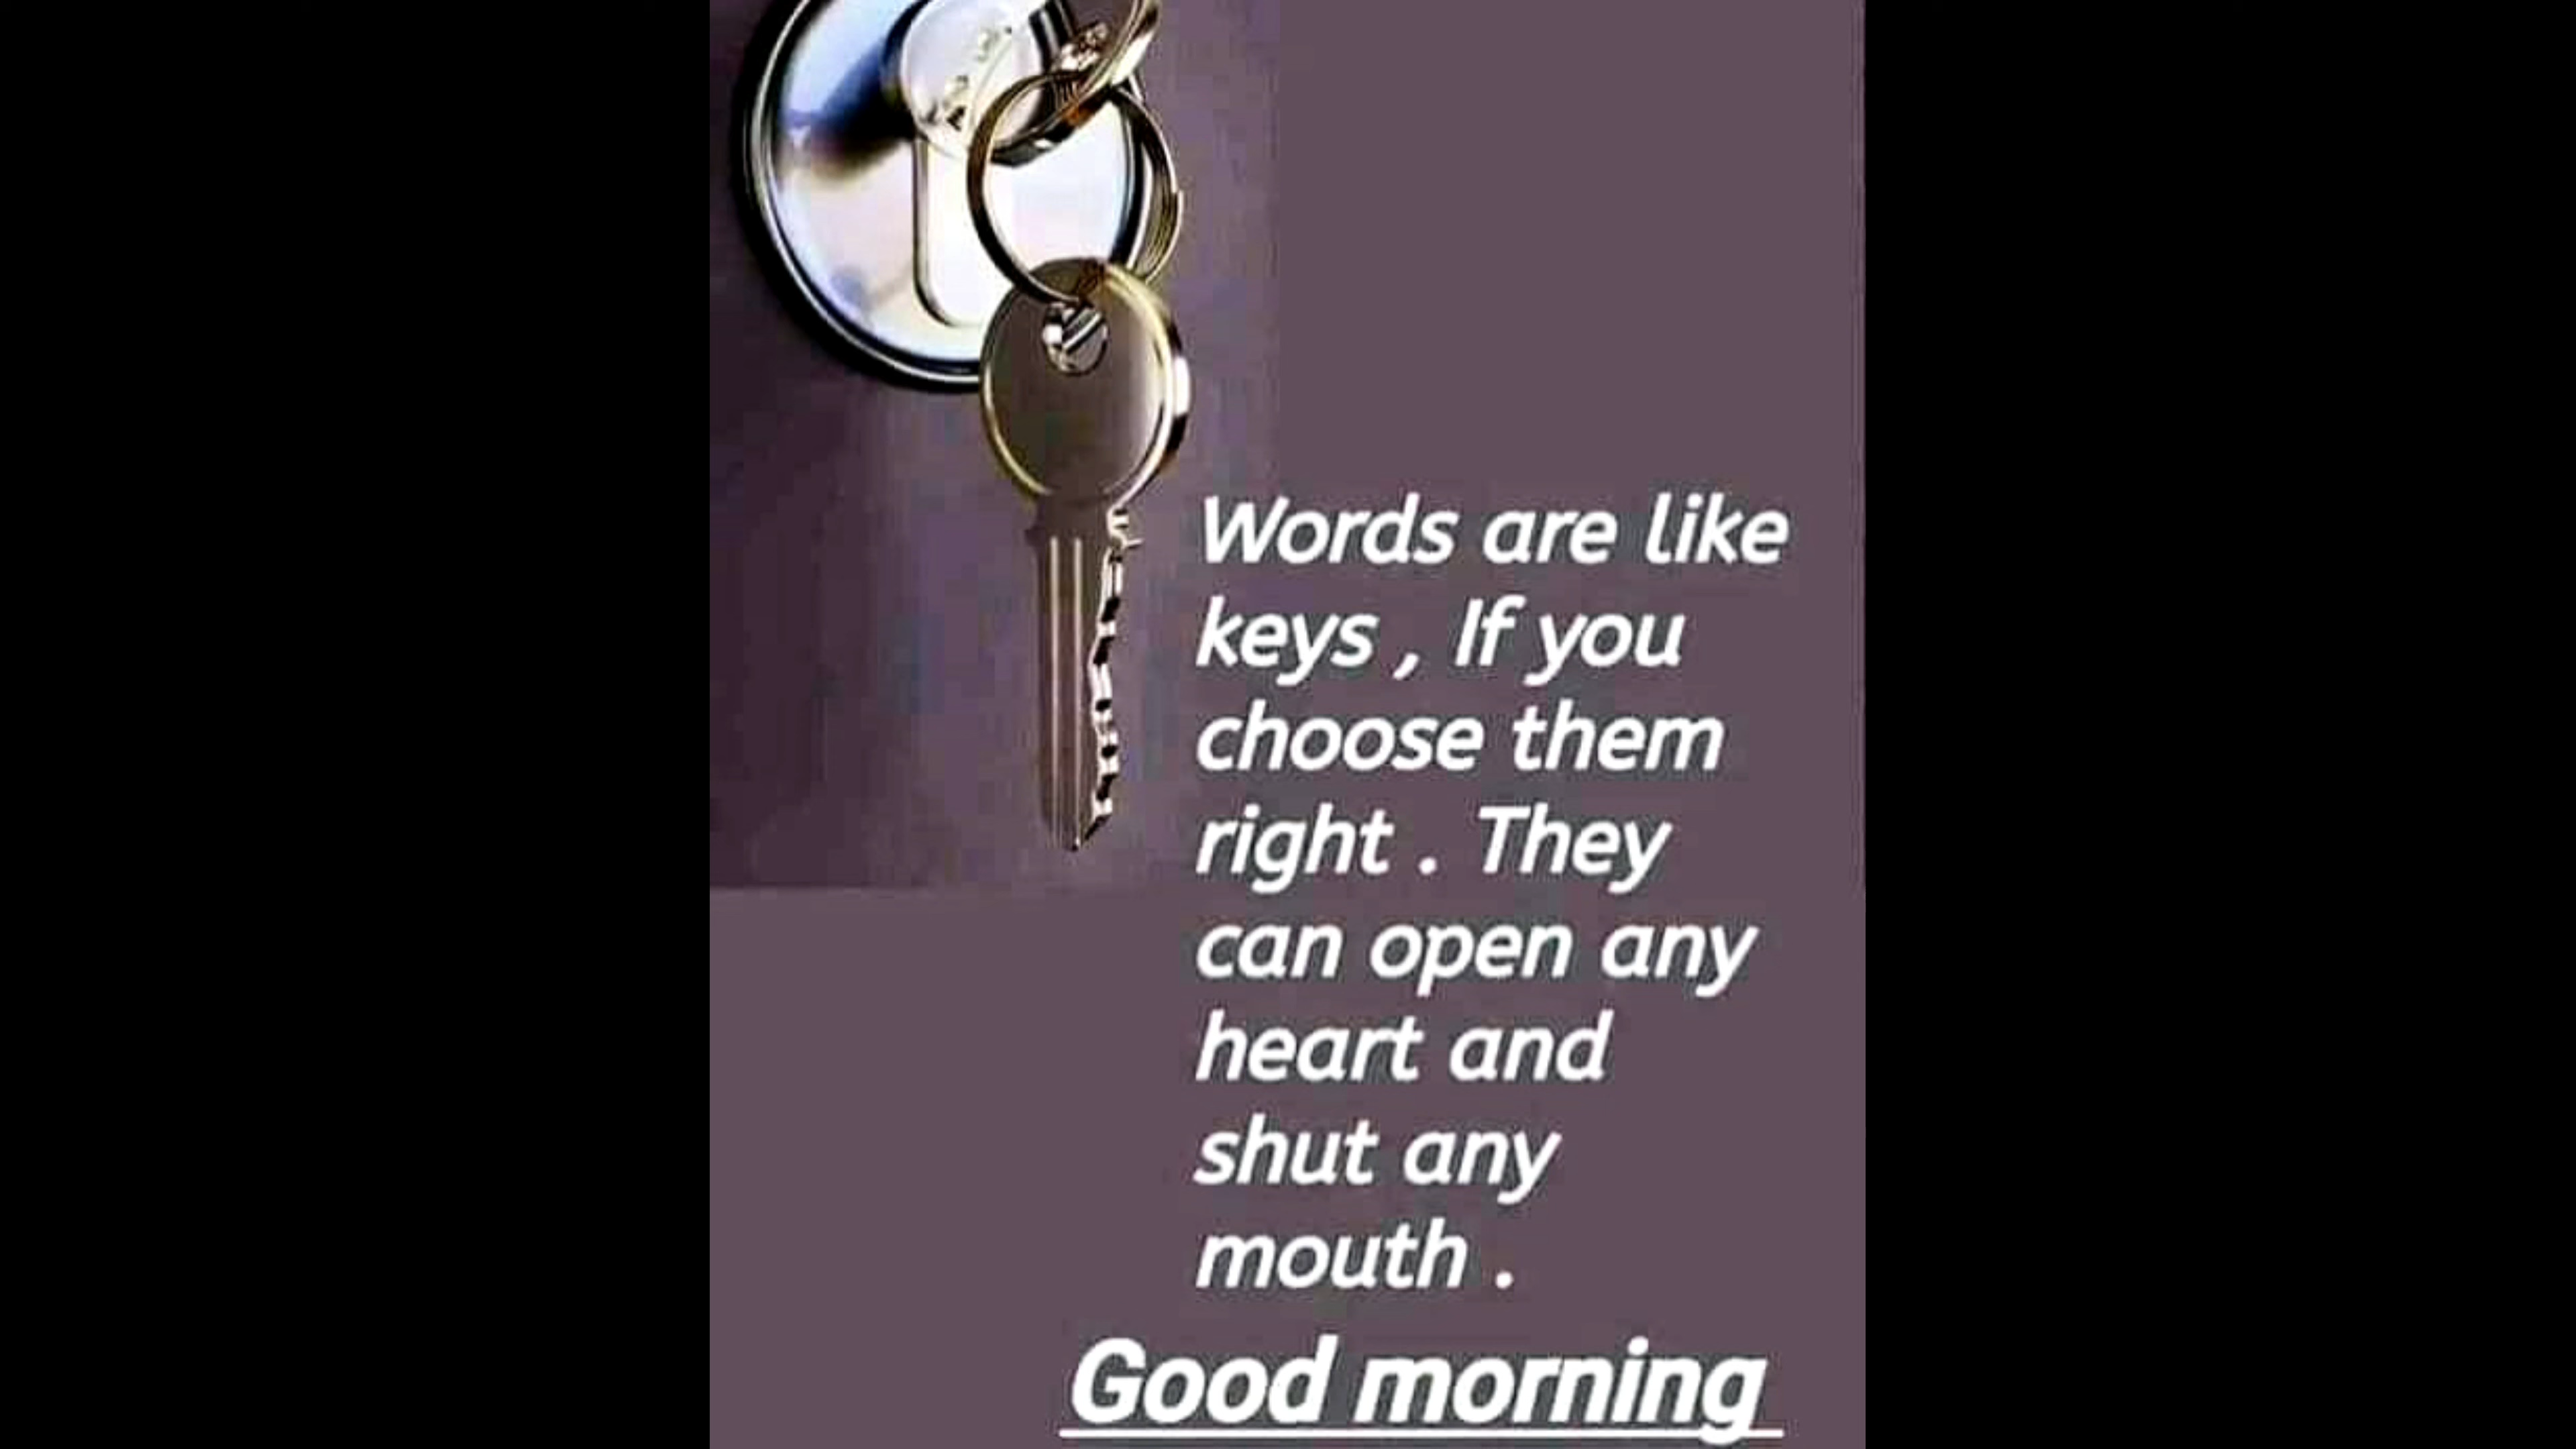 Words are like
keys , If you
choose them
right . They
can open any
heart and
shut any
mouth .
Good morning